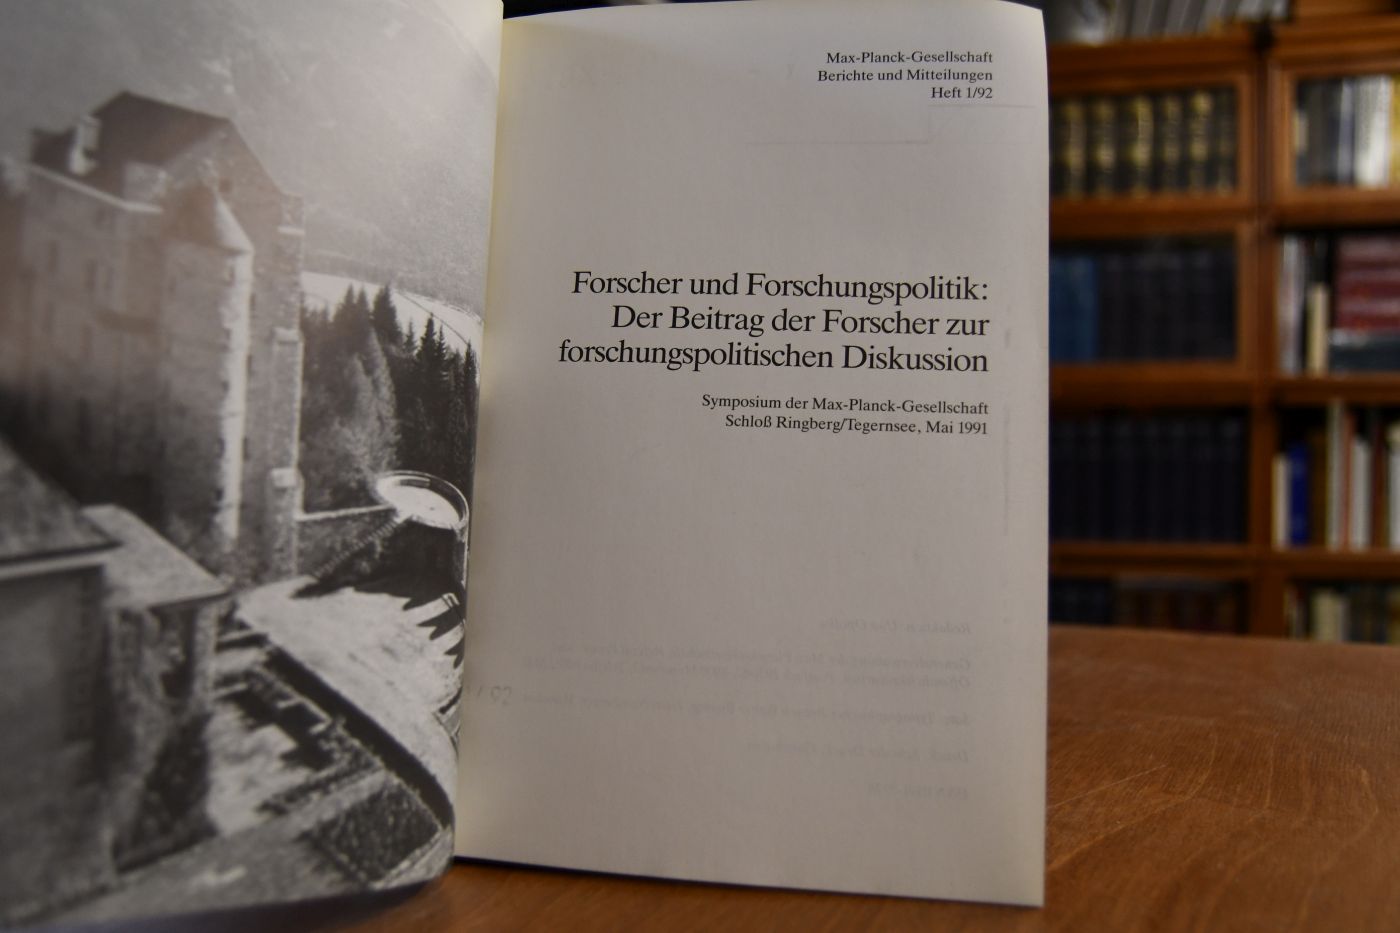 Max-Planck-Gesellschaft
Berichte und Mitteilungen
Heft 1/92
Forscher und Forschungspolitik:
Der Beitrag der Forscher zur
forschungspolitischen Diskussion
Symposium der Max-Planck-Gesellschaft
Schloß Ringberg/Tegernsee, Mai 1991